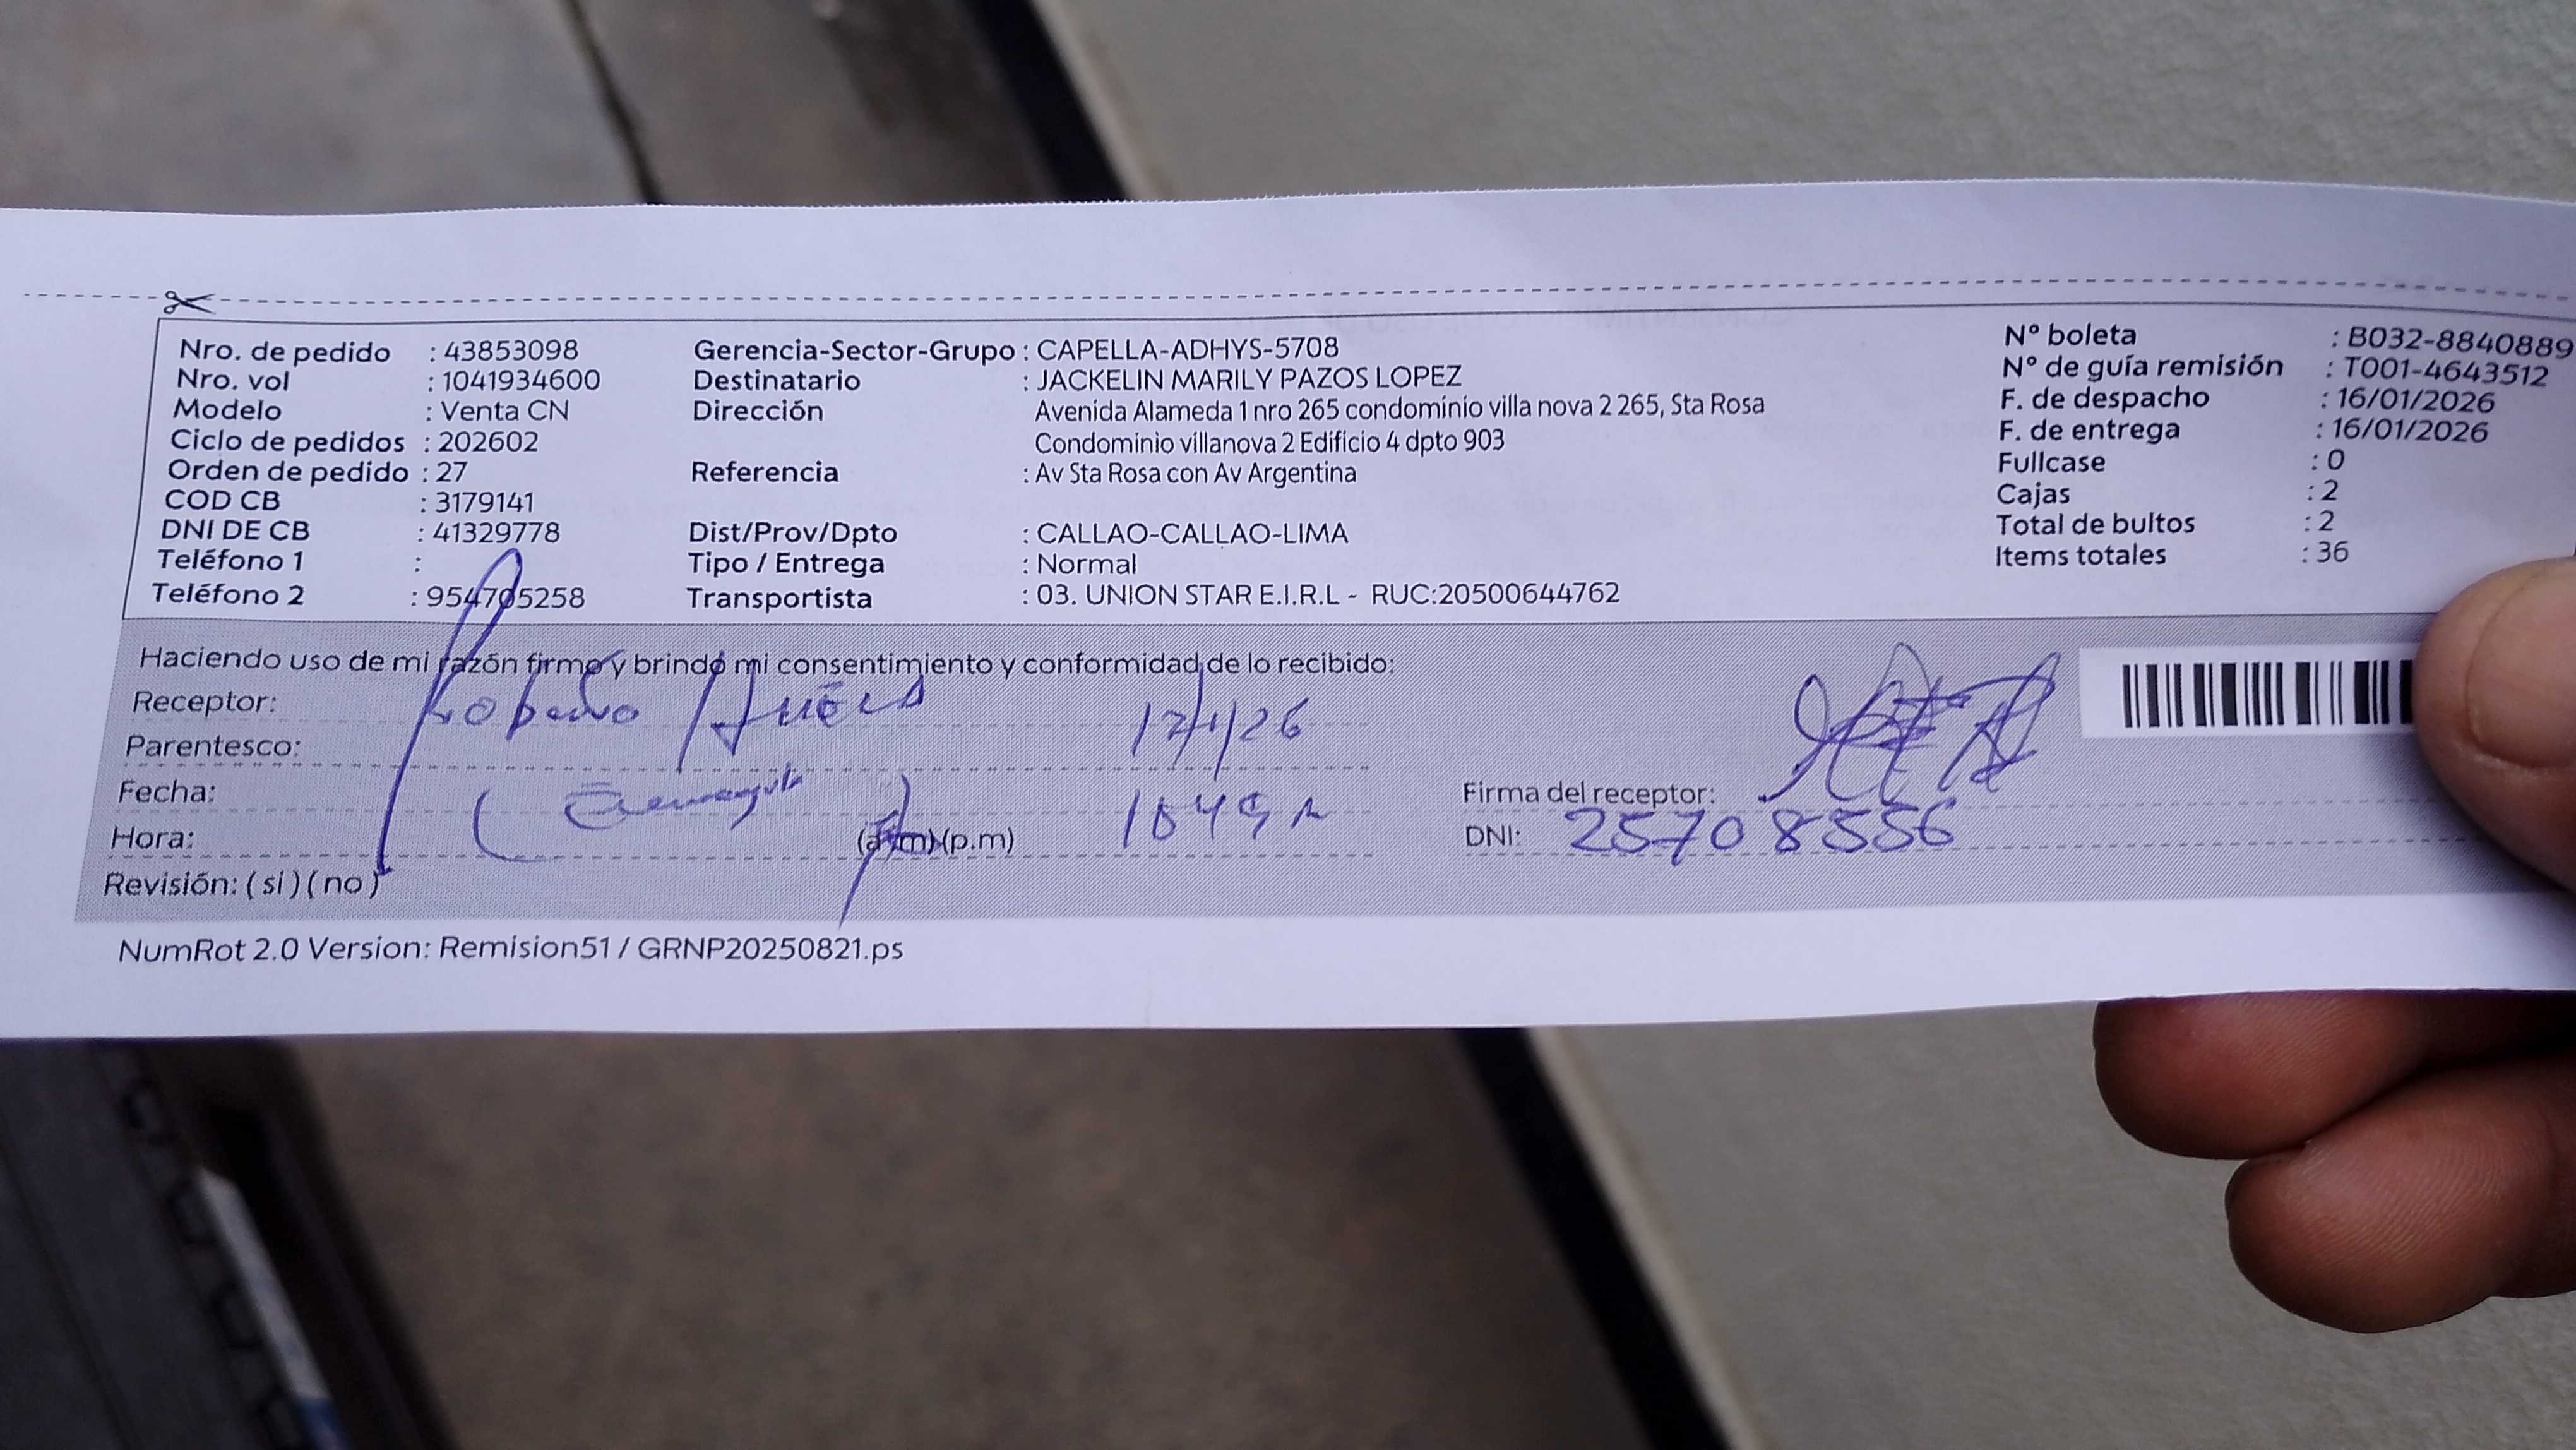 Nro. de pedido : 43853098
Nro. vol : 1041934600
Modelo : Venta CN
Ciclo de pedidos : 202602
Orden de pedido : 27
COD CB : 3179141
DNI DE CB : 41329778
Teléfono 1 :
Teléfono 2 : 954705258
Gerencia-Sector-Grupo : CAPELLA-ADHYS-5708
Destinatario : JACKELIN MARILY PAZOS LOPEZ
Dirección Avenida Alameda 1 nro 265 condominio villa nova 2 265, Sta Rosa
Condominio villanova 2 Edificio 4 dpto 903
Referencia : Av Sta Rosa con Av Argentina
Dist/Prov/Dpto : CALLAO-CALLAO-LIMA
Tipo / Entrega : Normal
Transportista : 03. UNION STAR E.I.R.L - RUC:20500644762
Nº boleta : B032-8840889
Nº de guía remisión : T001-4643512
F. de despacho : 16/01/2026
F. de entrega : 16/01/2026
Fullcase : 0
Cajas : 2
Total de bultos : 2
Items totales : 36
Haciendo uso de mi razón firmo y brindo mi consentimiento y conformidad de lo recibido:
Receptor:
Parentesco:
Fecha:
Hora: (a.m)(p.m)
Revisión: ( si ) ( no )
Firma del receptor:
DNI: 25708556
NumRot 2.0 Version: Remision51 / GRNP20250821.ps